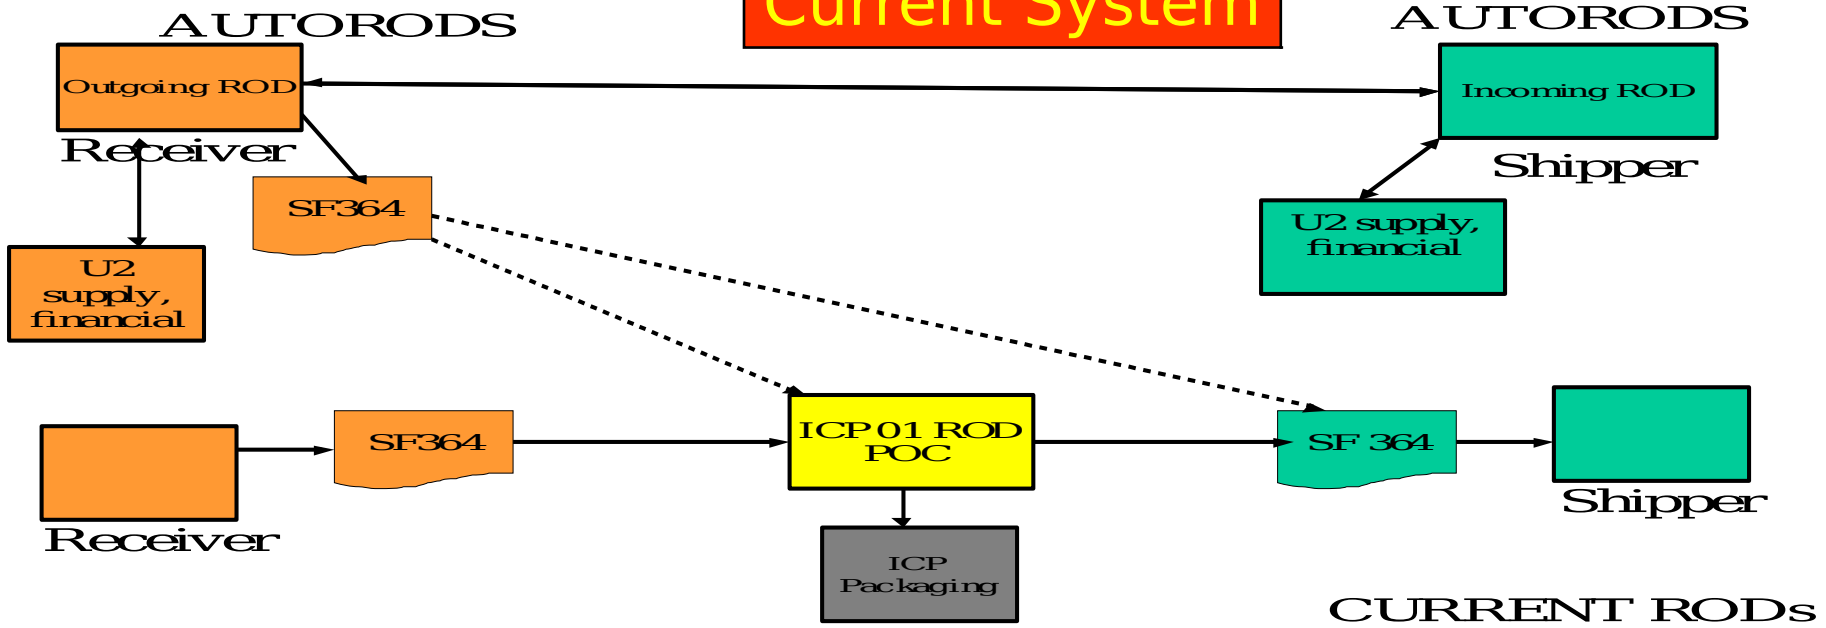 Current System
AUTORODS
AUTORODS
Outgoing ROD
Incoming ROD
Receiver
Shipper
SF364
U2 supply,
financial
U2
supply,
financial
SF364
ICP 01 ROD
POC
SF 364
Shipper
Receiver
ICP
Packaging
CURRENT RODs